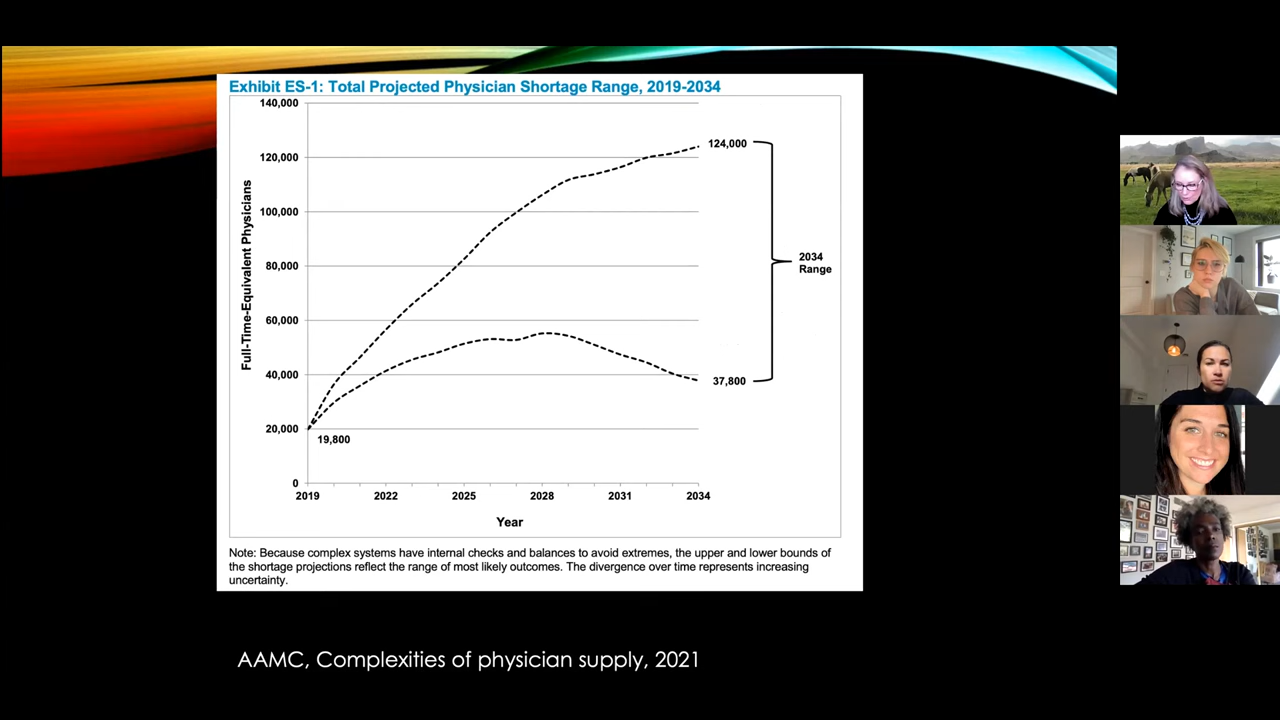 Exhibit ES-1: Total Projected Physician Shortage Range, 2019-2034
140,000
120,000
100,000
80,000
60,000
40,000
20,000
0
Full-Time-Equivalent Physicians
124,000
2034
Range
37,800
19,800
2019
2022
2025
2028
2031
2034
Year
Note: Because complex systems have internal checks and balances to avoid extremes, the upper and lower bounds of
the shortage projections reflect the range of most likely outcomes. The divergence over time represents increasing
uncertainty.
AAMC, Complexities of physician supply, 2021